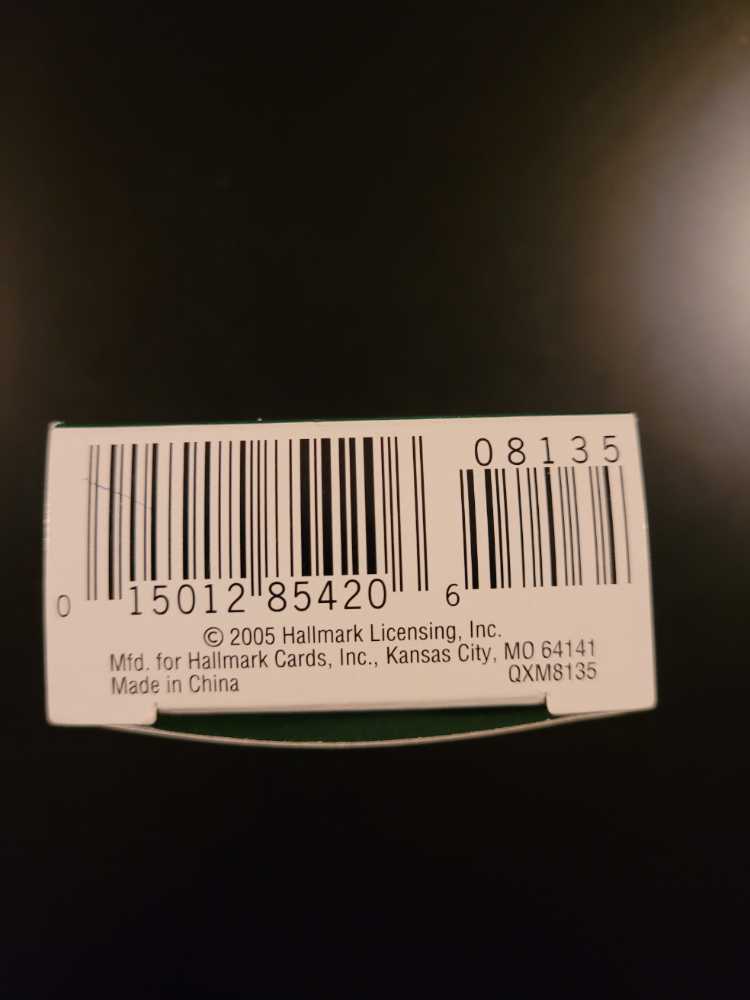 08135
0 15012 85420 6
© 2005 Hallmark Licensing, Inc.
Mfd. for Hallmark Cards, Inc., Kansas City, MO 64141
Made in China QXM8135